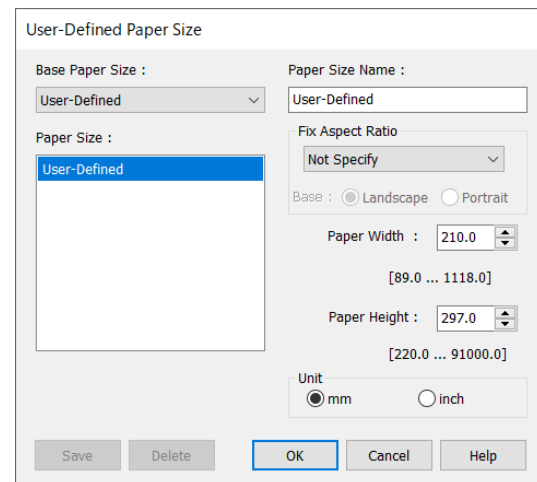 User-Defined Paper Size
Base Paper Size :
User-Defined
Paper Size :
User-Defined
Paper Size Name :
User-Defined
Fix Aspect Ratio
Not Specify
Base : Landscape Portrait
Paper Width : 210.0
[89.0 ... 1118.0]
Paper Height : 297.0
[220.0 ... 91000.0]
Unit
mm inch
Save Delete OK Cancel Help